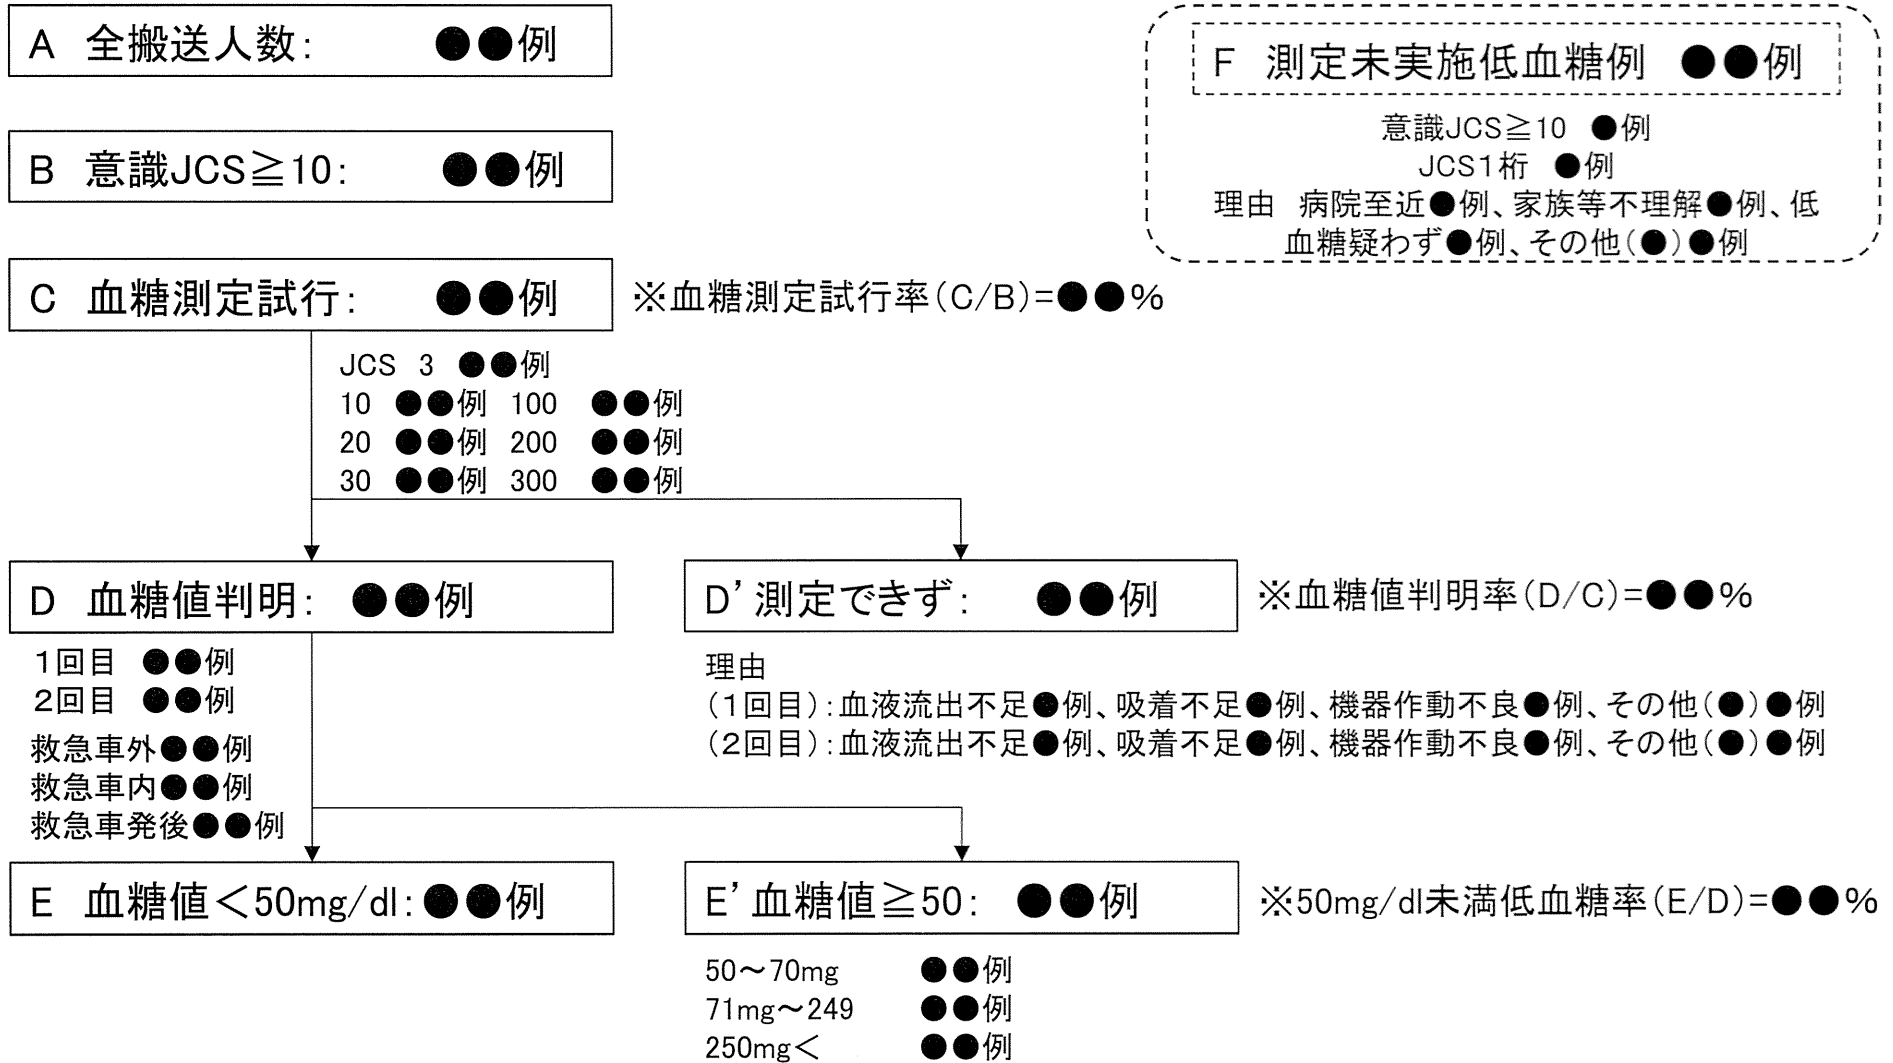 A 全搬送人数: ●●例
F 測定未実施低血糖例 ●●例
意識JCS≧10 ●例
JCS1桁 ●例
理由 病院至近●例、家族等不理解●例、低
血糖疑わず●例、その他(●)●例
B 意識JCS≧10: ●●例
C 血糖測定試行: ●●例 ※血糖測定試行率(C/B)=●●%
JCS 3 ●●例
10 ●●例 100 ●●例
20 ●●例 200 ●●例
30 ●●例 300 ●●例
D 血糖値判明: ●●例
D’測定できず: ●●例 ※血糖値判明率(D/C)=●●%
1回目 ●●例
2回目 ●●例
救急車外●●例
救急車内●●例
救急車発後●●例
理由
(1回目):血液流出不足●例、吸着不足●例、機器作動不良●例、その他(●)●例
(2回目):血液流出不足●例、吸着不足●例、機器作動不良●例、その他(●)●例
E 血糖値<50mg/dl:●●例
E’血糖値≧50: ●●例 ※50mg/dl未満低血糖率(E/D)=●●%
50~70mg ●●例
71mg~249 ●●例
250mg< ●●例